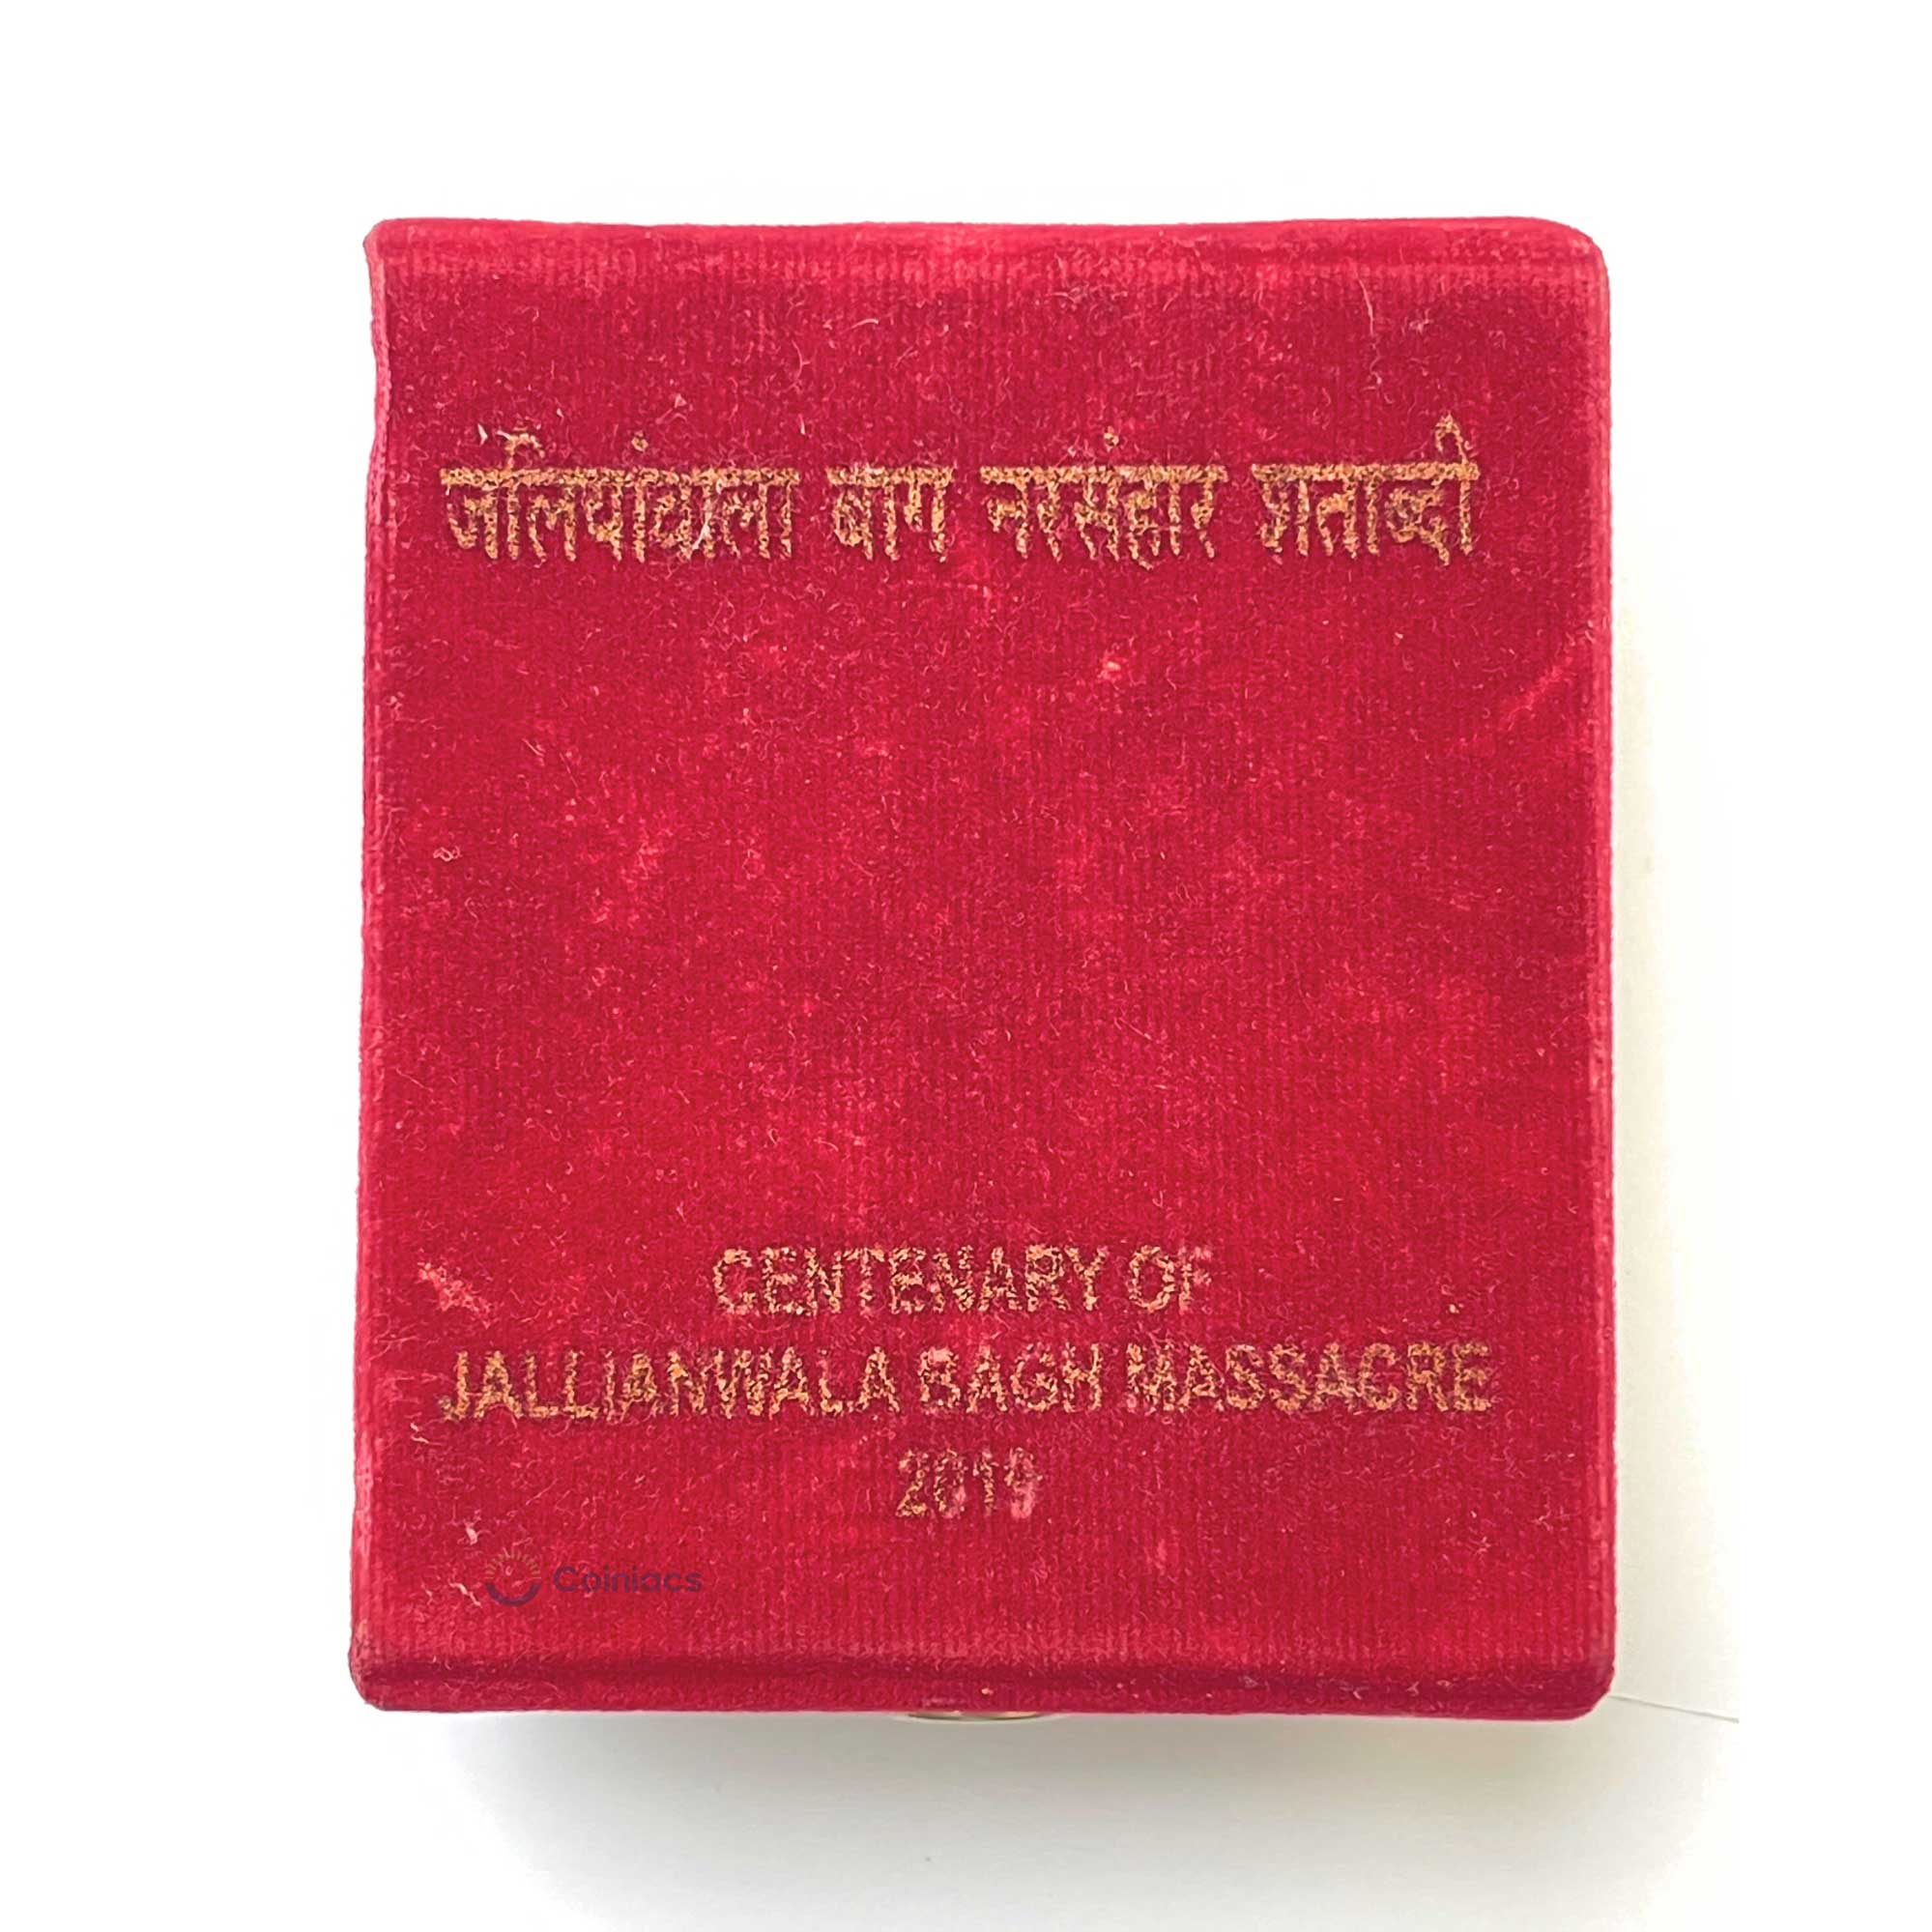 जलियांवाला बाग नरसंहार शताब्दी
CENTENARY OF
JALLIANWALA BAGH MASSACRE
2019
Coiniacs